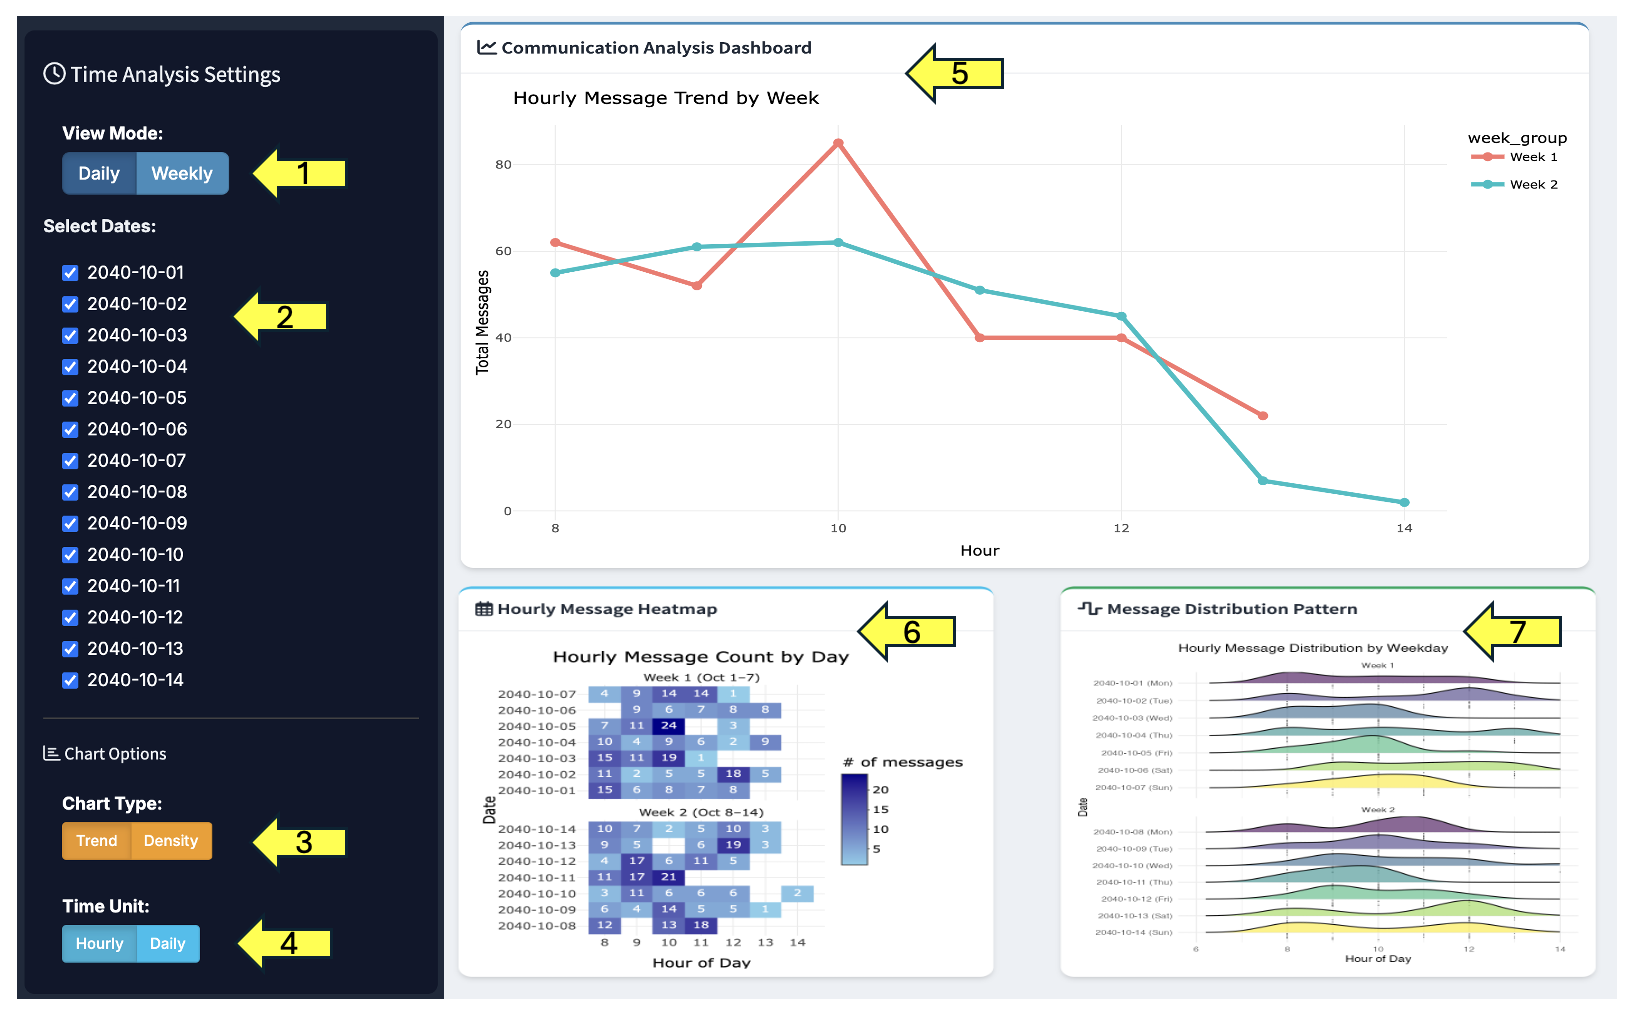 Time Analysis Settings
View Mode:
Daily Weekly
1
Select Dates:
2040-10-01
2040-10-02
2
2040-10-03
2040-10-04
2040-10-05
2040-10-06
2040-10-07
2040-10-08
2040-10-09
2040-10-10
2040-10-11
2040-10-12
2040-10-13
2040-10-14
Chart Options
Chart Type:
Trend Density
3
Time Unit:
Hourly Daily
4
Communication Analysis Dashboard
5
Hourly Message Trend by Week
week_group
Week 1
Week 2
Total Messages
80
60
40
20
0
8 10 12 14
Hour
Hourly Message Heatmap
6
Hourly Message Count by Day
Week 1 (Oct 1–7)
2040-10-07 4 9 14 14 1
2040-10-06 9 6 7 8 8
2040-10-05 7 11 24 3
2040-10-04 10 4 9 6 2 9
2040-10-03 15 11 19 1
2040-10-02 11 2 5 5 18 5
2040-10-01 15 6 8 7 8
Date
Week 2 (Oct 8–14)
2040-10-14 10 7 2 5 10 3
2040-10-13 9 5 6 19 3
2040-10-12 4 17 6 11 5
2040-10-11 11 17 21
2040-10-10 3 11 6 6 6 2
2040-10-09 6 4 14 5 5 1
2040-10-08 12 13 18
8 9 10 11 12 13 14
Hour of Day
# of messages
20
15
10
5
Message Distribution Pattern
7
Hourly Message Distribution by Weekday
Week 1
2040-10-01 (Mon)
2040-10-02 (Tue)
2040-10-03 (Wed)
2040-10-04 (Thu)
2040-10-05 (Fri)
2040-10-06 (Sat)
2040-10-07 (Sun)
Date
Week 2
2040-10-08 (Mon)
2040-10-09 (Tue)
2040-10-10 (Wed)
2040-10-11 (Thu)
2040-10-12 (Fri)
2040-10-13 (Sat)
2040-10-14 (Sun)
6 8 10 12 14
Hour of Day